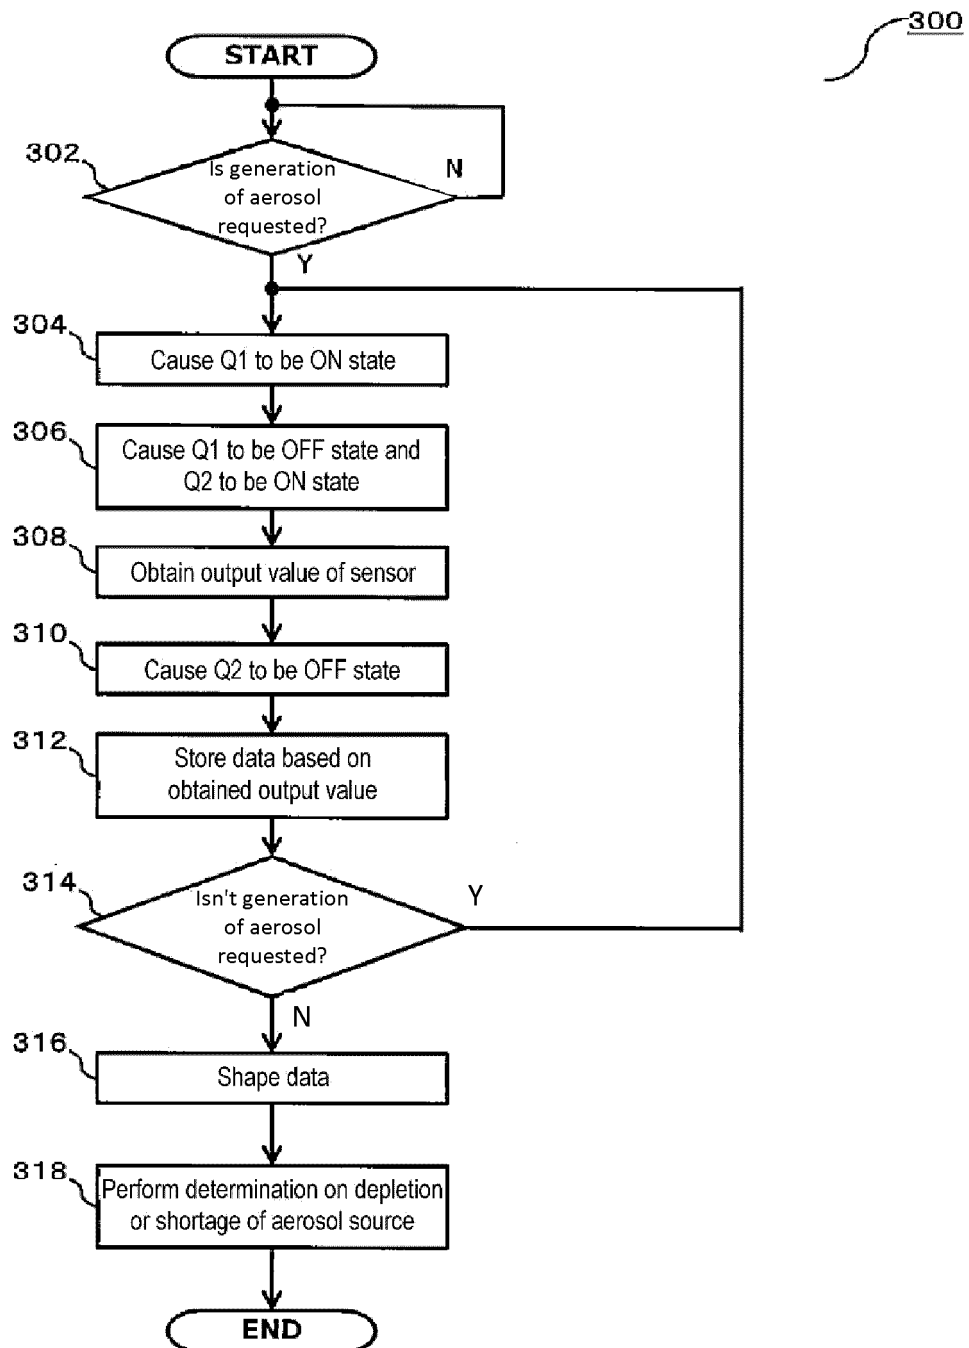 300
START
302
Is generation
of aerosol
requested?
N
Y
304
Cause Q1 to be ON state
306
Cause Q1 to be OFF state and
Q2 to be ON state
308
Obtain output value of sensor
310
Cause Q2 to be OFF state
312
Store data based on
obtained output value
314
Isn't generation
of aerosol
requested?
Y
N
316
Shape data
318
Perform determination on depletion
or shortage of aerosol source
END